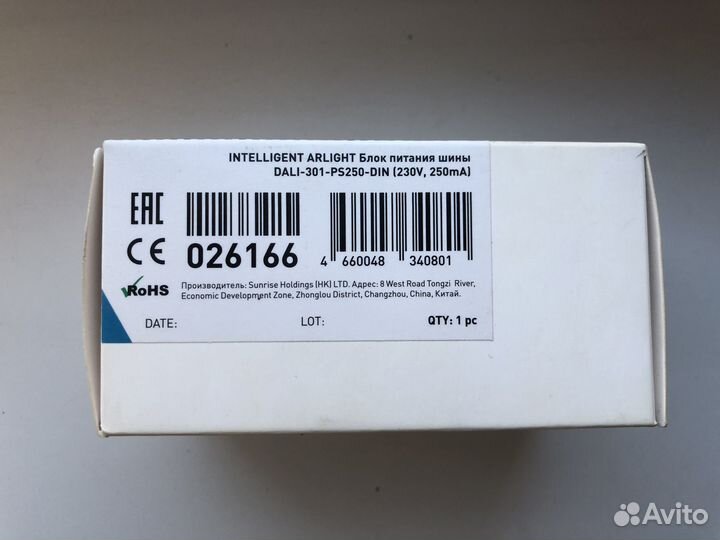 INTELLIGENT ARLIGHT Блок питания шины
DALI-301-PS250-DIN (230V, 250mA)
EAC
CE
026166
4 660048 340801
RoHS
Производитель: Sunrise Holdings (HK) LTD. Адрес: 8 West Road Tongzi River,
Economic Development Zone, Zhonglou District, Changzhou, China, Китай.
DATE: LOT: QTY: 1 pc
Avito